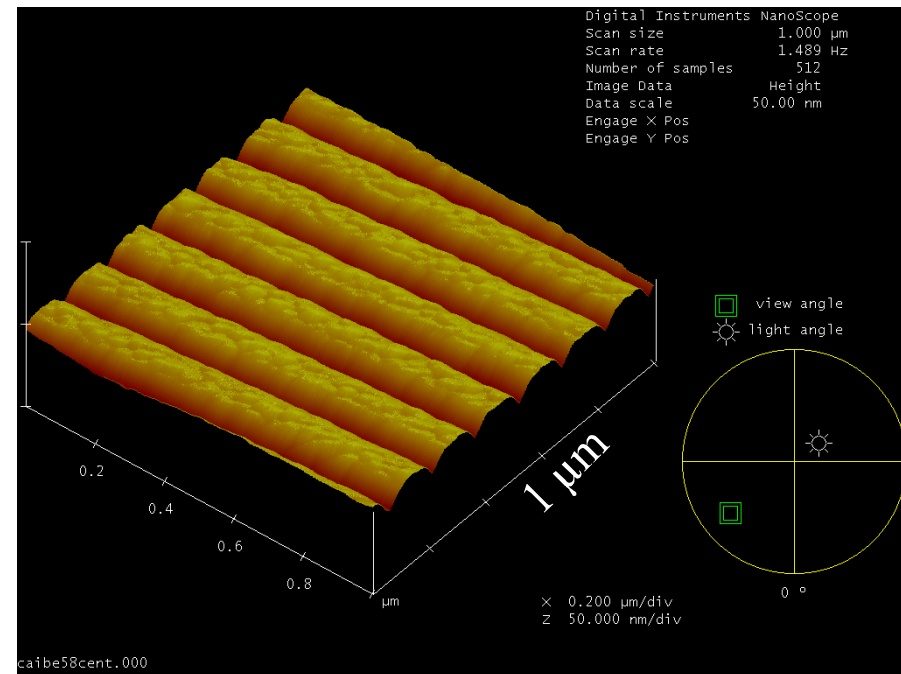 Digital Instruments NanoScope
Scan size 1.000 µm
Scan rate 1.489 Hz
Number of samples 512
Image Data Height
Data scale 50.00 nm
Engage X Pos
Engage Y Pos
view angle
light angle
0.2
0.4
0.6
0.8
µm
1 µm
0 º
X 0.200 µm/div
Z 50.000 nm/div
caibe58cent.000